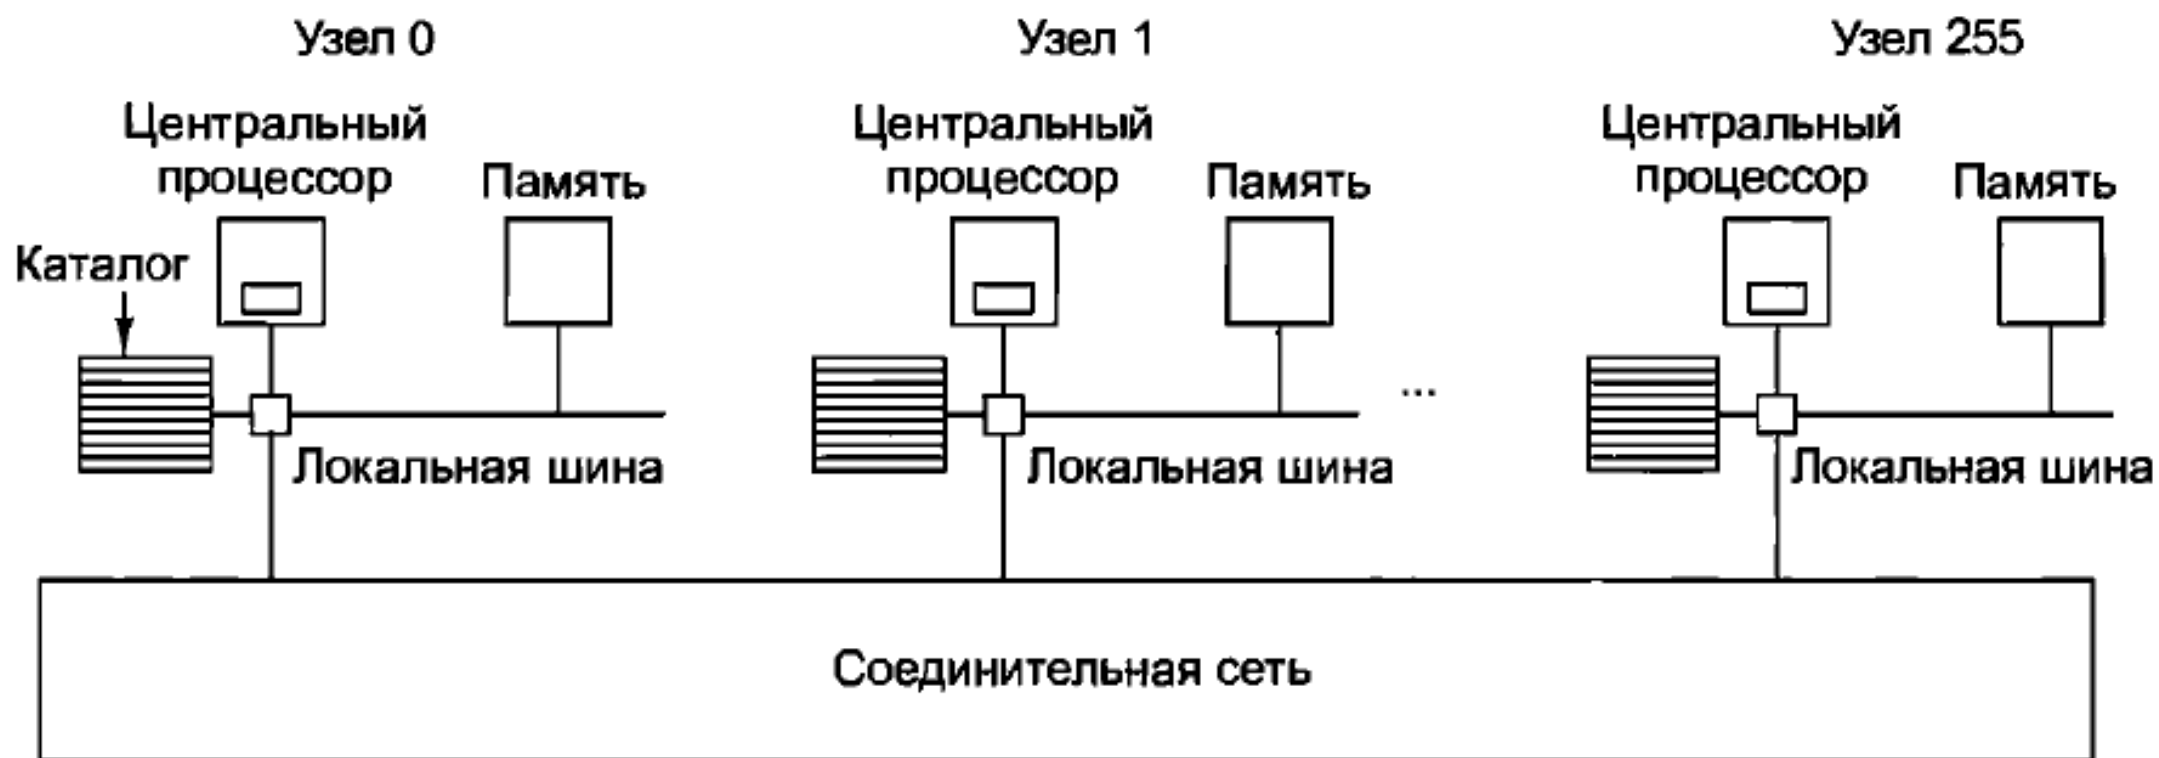 Узел 0
Узел 1
Узел 255
Центральный
процессор
Память
Центральный
процессор
Память
Центральный
процессор
Память
Каталог
...
Локальная шина
Локальная шина
Локальная шина
Соединительная сеть